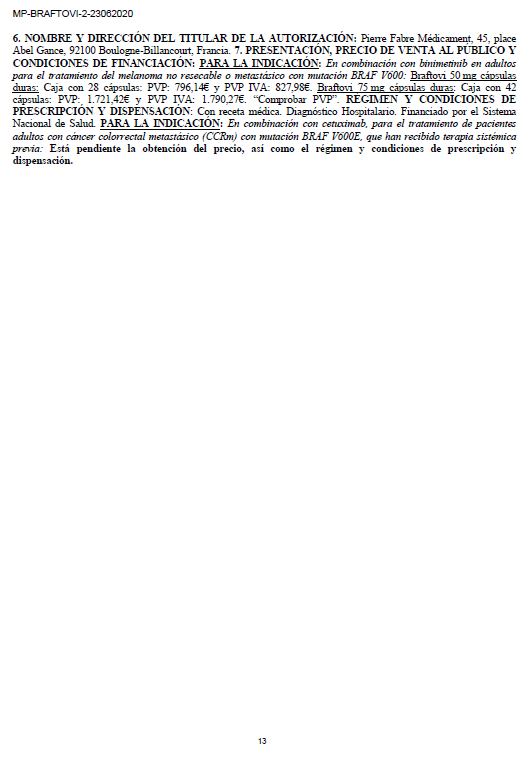 MP-BRAFTOVI-2-23062020
6. NOMBRE Y DIRECCIÓN DEL TITULAR DE LA AUTORIZACIÓN: Pierre Fabre Médicament, 45, place
Abel Gance, 92100 Boulogne-Billancourt, Francia. 7. PRESENTACIÓN, PRECIO DE VENTA AL PÚBLICO Y
CONDICIONES DE FINANCIACIÓN: PARA LA INDICACIÓN: En combinación con binimetinib en adultos
para el tratamiento del melanoma no resecable o metastásico con mutación BRAF V600: Braftovi 50 mg cápsulas
duras: Caja con 28 cápsulas: PVP: 796,14€ y PVP IVA: 827,98€. Braftovi 75 mg cápsulas duras: Caja con 42
cápsulas: PVP: 1.721,42€ y PVP IVA: 1.790,27€. “Comprobar PVP”. REGIMEN Y CONDICIONES DE
PRESCRIPCIÓN Y DISPENSACIÓN: Con receta médica. Diagnóstico Hospitalario. Financiado por el Sistema
Nacional de Salud. PARA LA INDICACIÓN: En combinación con cetuximab, para el tratamiento de pacientes
adultos con cáncer colorrectal metastásico (CCRm) con mutación BRAF V600E, que han recibido terapia sistémica
previa: Está pendiente la obtención del precio, así como el régimen y condiciones de prescripción y
dispensación.
13